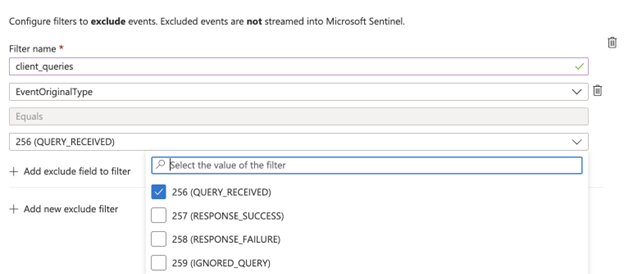 Configure filters to exclude events. Excluded events are not streamed into Microsoft Sentinel.
Filter name *
client_queries
EventOriginalType
Equals
256 (QUERY_RECEIVED)
Select the value of the filter
+ Add exclude field to filter
256 (QUERY_RECEIVED)
257 (RESPONSE_SUCCESS)
+ Add new exclude filter
258 (RESPONSE_FAILURE)
259 (IGNORED_QUERY)